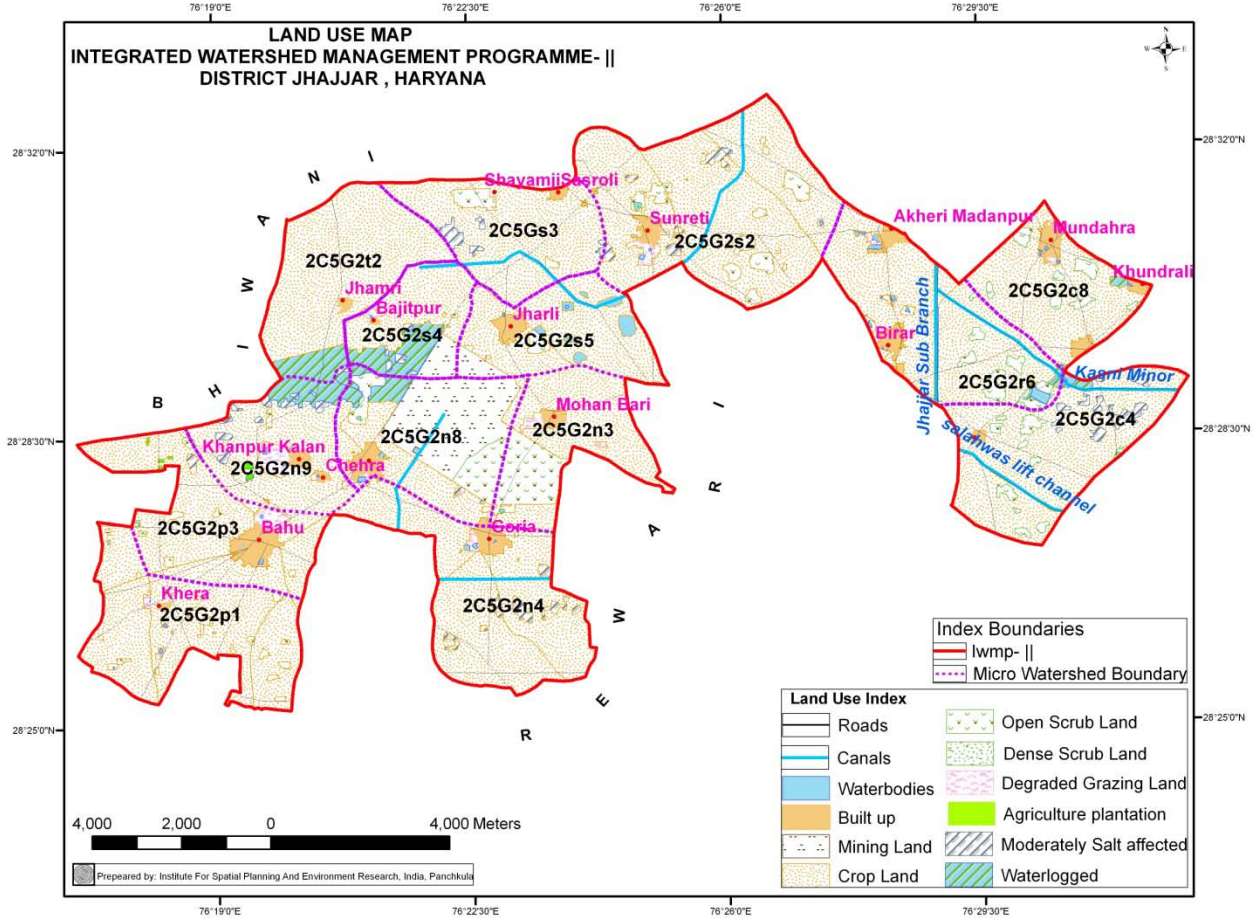 76°19'0"E 76°22'30"E 76°26'0"E 76°29'30"E
LAND USE MAP
INTEGRATED WATERSHED MANAGEMENT PROGRAMME- ||
DISTRICT JHAJJAR , HARYANA
W N E S
28°32'0"N 28°32'0"N
B H I W A N I
ShayamjiSasroli
Sunreti
Akheri Madanpur
Mundahra
2C5Gs3
2C5G2s2
2C5G2t2
Khundrali
2C5G2c8
Jhamri
Bajitpur
Jharli
2C5G2s4
2C5G2s5
Birar
Jhajjar Sub Branch
2C5G2r6
Kasni Minor
Mohan Bari
2C5G2c4
2C5G2n3
28°28'30"N 28°28'30"N
2C5G2n8
salahwas lift channel
Khanpur Kalan
2C5G2n9
Chehra
2C5G2p3
Bahu
Goria
Khera
2C5G2p1
2C5G2n4
R E W A R I
28°25'0"N 28°25'0"N
Index Boundaries
Iwmp- ||
Micro Watershed Boundary
Land Use Index
Roads
Canals
Waterbodies
Built up
Mining Land
Crop Land
Open Scrub Land
Dense Scrub Land
Degraded Grazing Land
Agriculture plantation
Moderately Salt affected
Waterlogged
4,000 2,000 0 4,000 Meters
Prepeared by: Institute For Spatial Planning And Environment Research, India, Panchkula
76°19'0"E 76°22'30"E 76°26'0"E 76°29'30"E